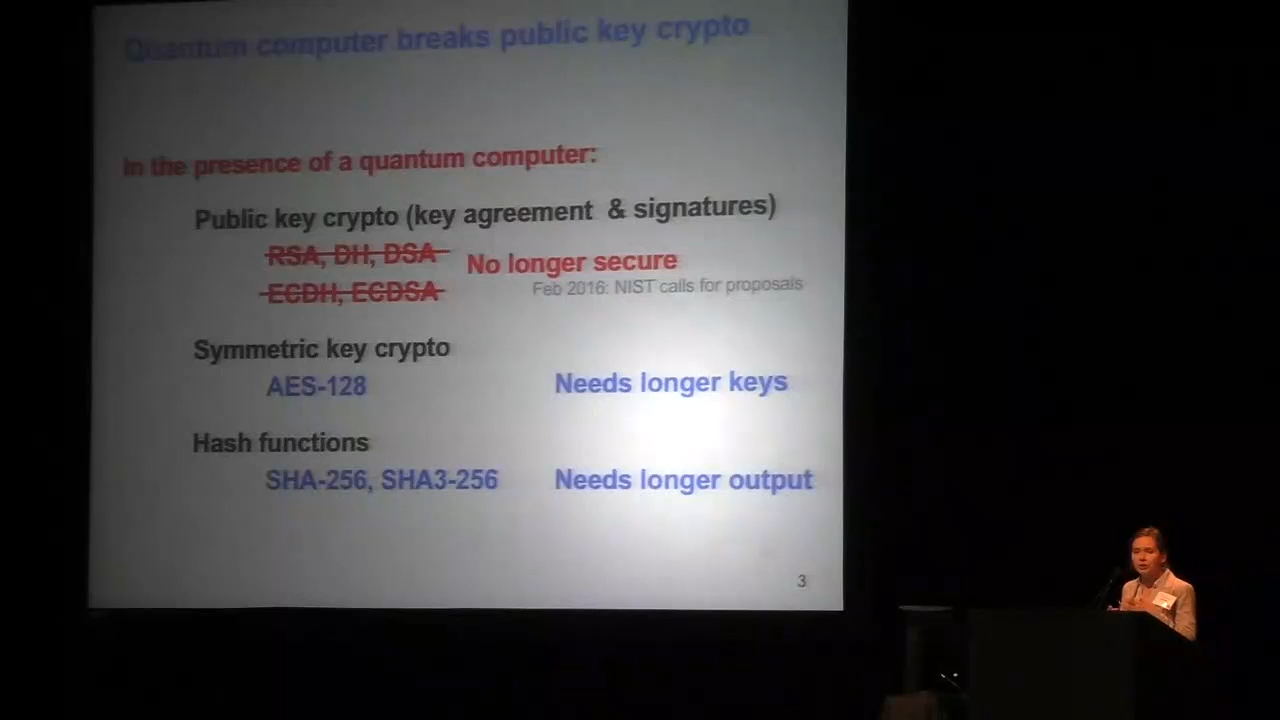 Quantum computer breaks public key crypto
In the presence of a quantum computer:
Public key crypto (key agreement & signatures)
RSA, DH, DSA
No longer secure
ECDH, ECDSA
Feb 2016: NIST calls for proposals
Symmetric key crypto
AES-128 Needs longer keys
Hash functions
SHA-256, SHA3-256 Needs longer output
3